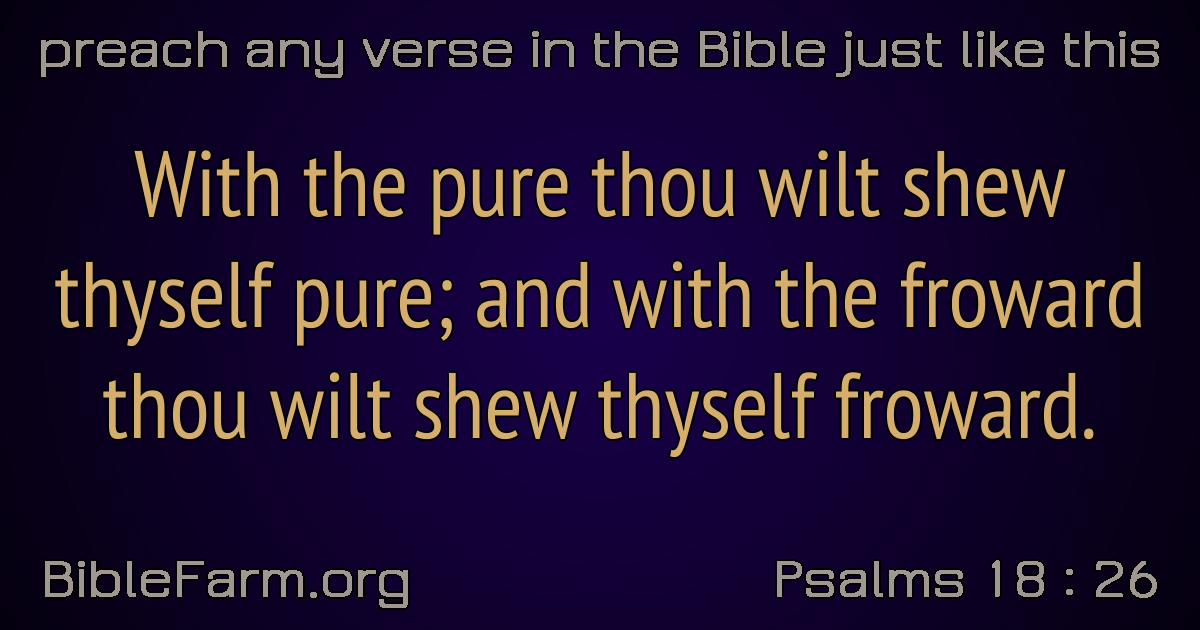 preach any verse in the Bible just like this
With the pure thou wilt shew
thyself pure; and with the froward
thou wilt shew thyself froward.
BibleFarm.org
Psalms 18 : 26